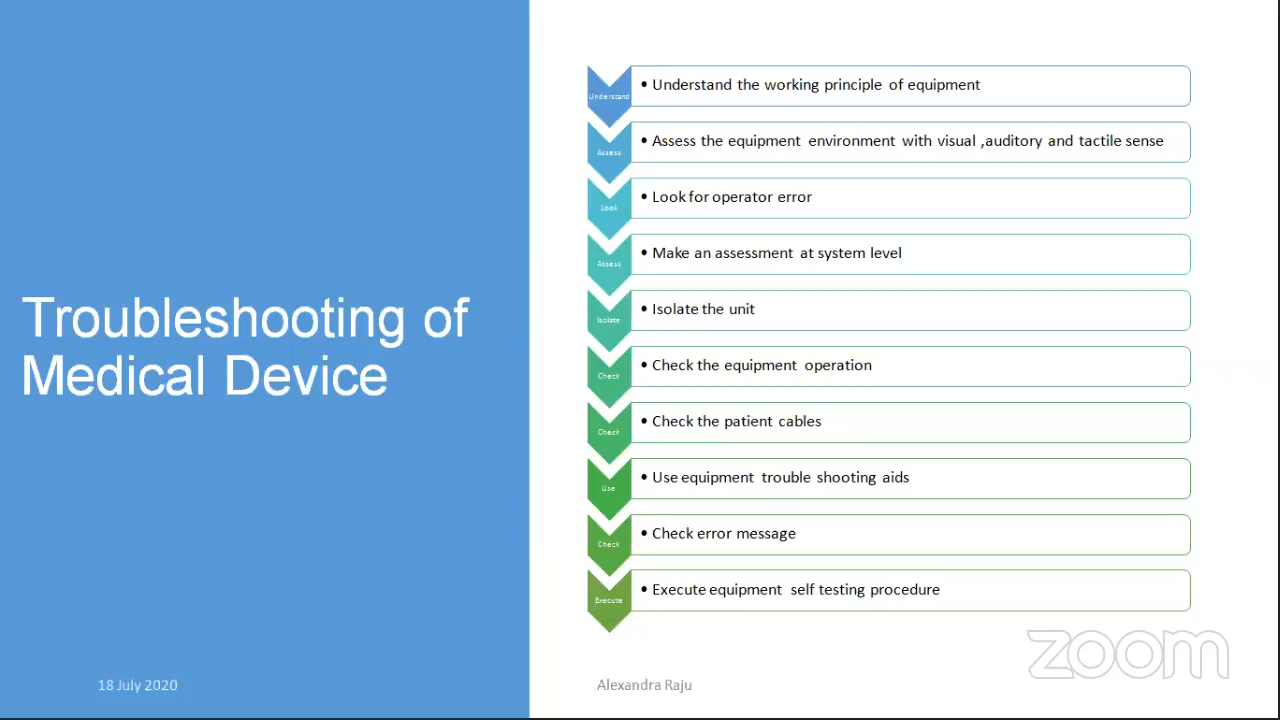 Troubleshooting of
Medical Device
Understand
• Understand the working principle of equipment
Assess
• Assess the equipment environment with visual ,auditory and tactile sense
Look
• Look for operator error
Assess
• Make an assessment at system level
Isolate
• Isolate the unit
Check
• Check the equipment operation
Check
• Check the patient cables
Use
• Use equipment trouble shooting aids
Check
• Check error message
Execute
• Execute equipment self testing procedure
18 July 2020
Alexandra Raju
zoom